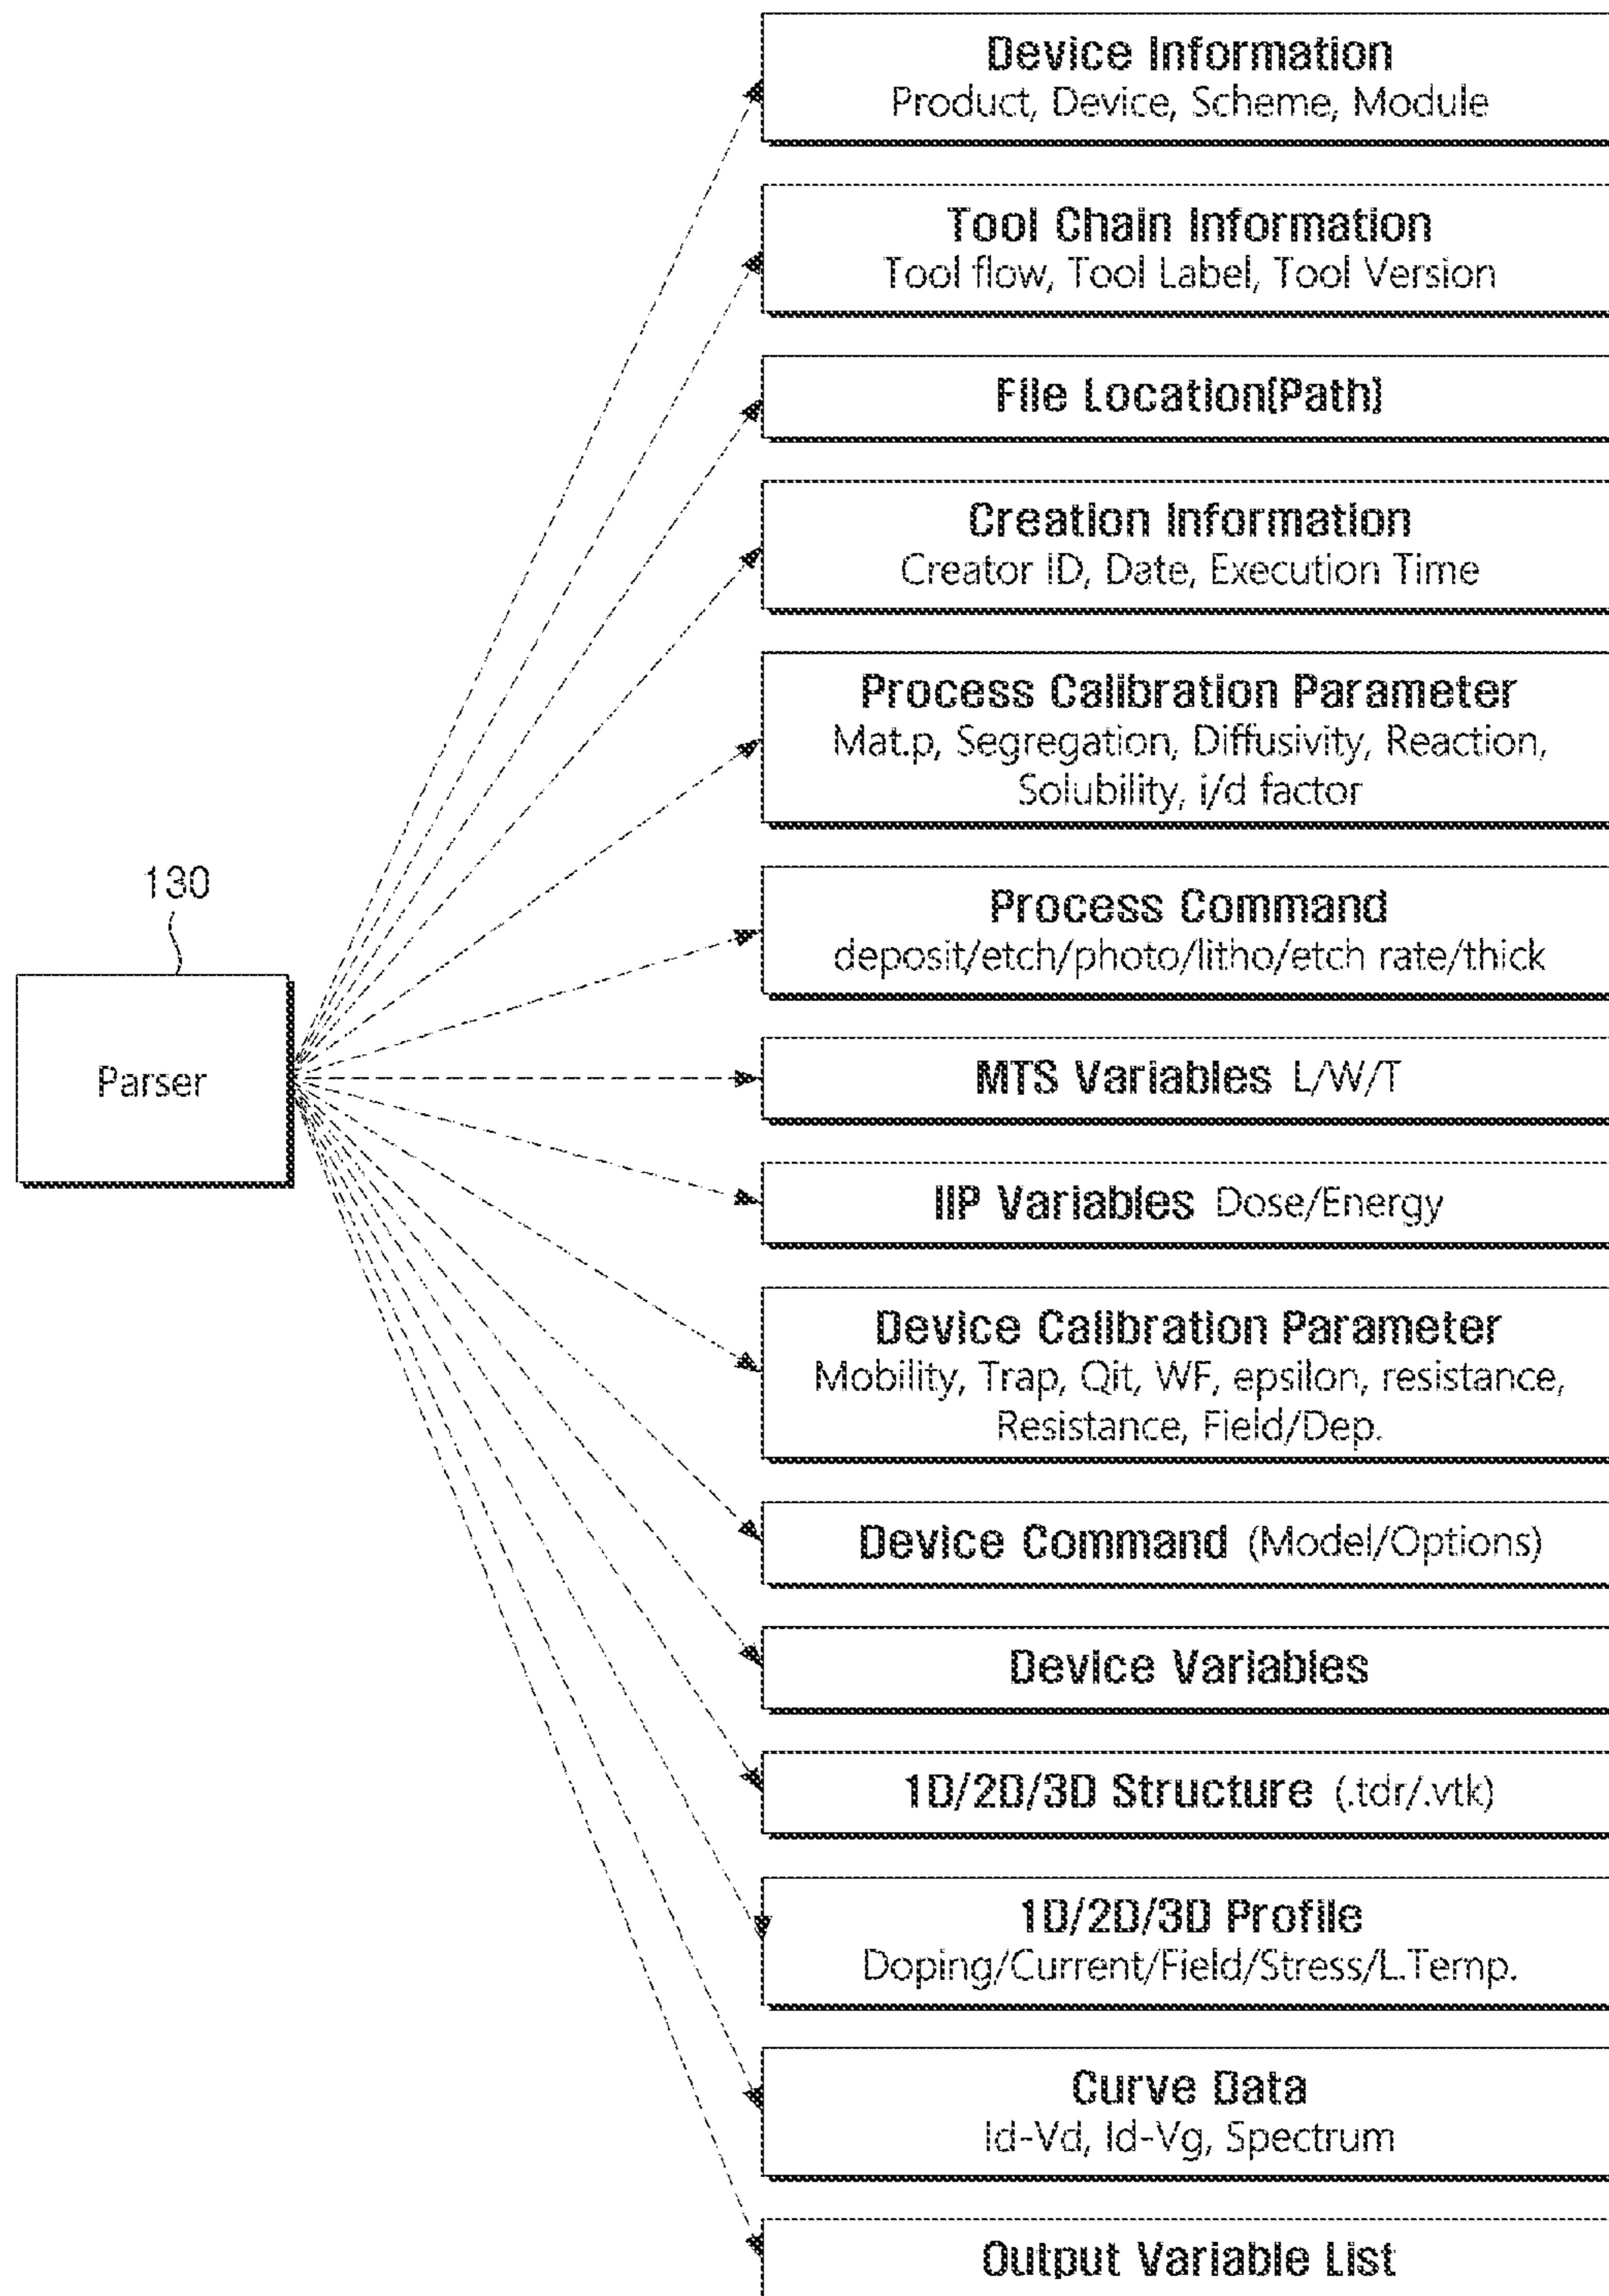 Device Information
Product, Device, Scheme, Module
Tool Chain Information
Tool flow, Tool Label, Tool Version
File Location[Path]
Creation Information
Creator ID, Date, Execution Time
Process Calibration Parameter
Mat.p, Segregation, Diffusivity, Reaction,
Solubility, i/d factor
130
Process Command
deposit/etch/photo/litho/etch rate/thick
Parser
MTS Variables L/W/T
IIP Variables Dose/Energy
Device Calibration Parameter
Mobility, Trap, Qit, WF, epsilon, resistance,
Resistance, Field/Dep.
Device Command (Model/Options)
Device Variables
1D/2D/3D Structure (.tdr/.vtk)
1D/2D/3D Profile
Doping/Current/Field/Stress/L.Temp.
Curve Data
Id-Vd, Id-Vg, Spectrum
Output Variable List